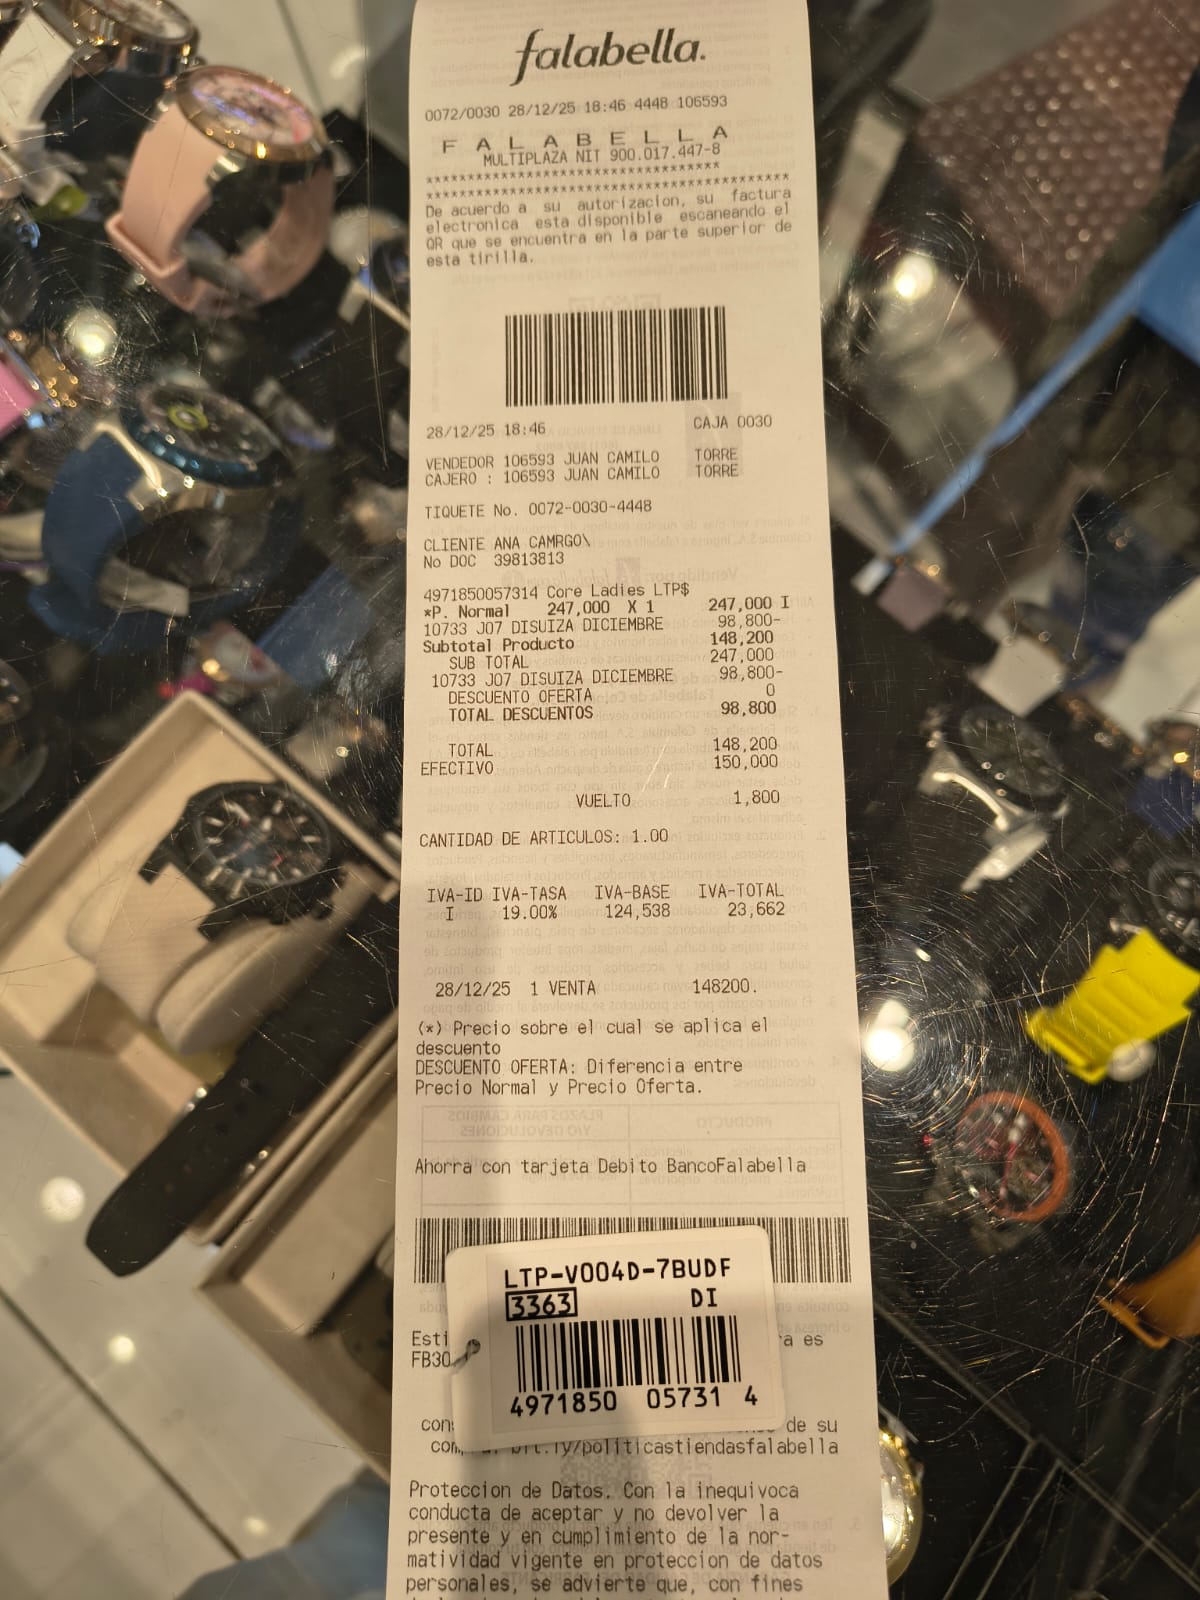 falabella.
0072/0030 28/12/25 18:46 4448 106593
F A L A B E L L A
MULTIPLAZA NIT 900.017.447-8
************************************
********************************************
De acuerdo a su autorizacion, su factura
electronica esta disponible escaneando el
QR que se encuentra en la parte superior de
esta tirilla.
28/12/25 18:46 CAJA 0030
VENDEDOR 106593 JUAN CAMILO TORRE
CAJERO : 106593 JUAN CAMILO TORRE
TIQUETE No. 0072-0030-4448
CLIENTE ANA CAMRGO\
No DOC 39813813
4971850057314 Core Ladies LTP$
*P. Normal 247,000 X 1 247,000 I
10733 J07 DISUIZA DICIEMBRE 98,800-
Subtotal Producto 148,200
SUB TOTAL 247,000
10733 J07 DISUIZA DICIEMBRE 98,800-
DESCUENTO OFERTA 0
TOTAL DESCUENTOS 98,800
TOTAL 148,200
EFECTIVO 150,000
VUELTO 1,800
CANTIDAD DE ARTICULOS: 1.00
IVA-ID IVA-TASA IVA-BASE IVA-TOTAL
I 19.00% 124,538 23,662
28/12/25 1 VENTA 148200.
(*) Precio sobre el cual se aplica el
descuento
DESCUENTO OFERTA: Diferencia entre
Precio Normal y Precio Oferta.
Ahorra con tarjeta Debito BancoFalabella
LTP-V004D-7BUDF
3363 DI
4971850 05731 4
Esti es
FB30
de su
bit.ly/politicastiendasfalabella
Proteccion de Datos. Con la inequivoca
conducta de aceptar y no devolver la
presente y en cumplimiento de la nor-
matividad vigente en proteccion de datos
personales, se advierte que, con fines